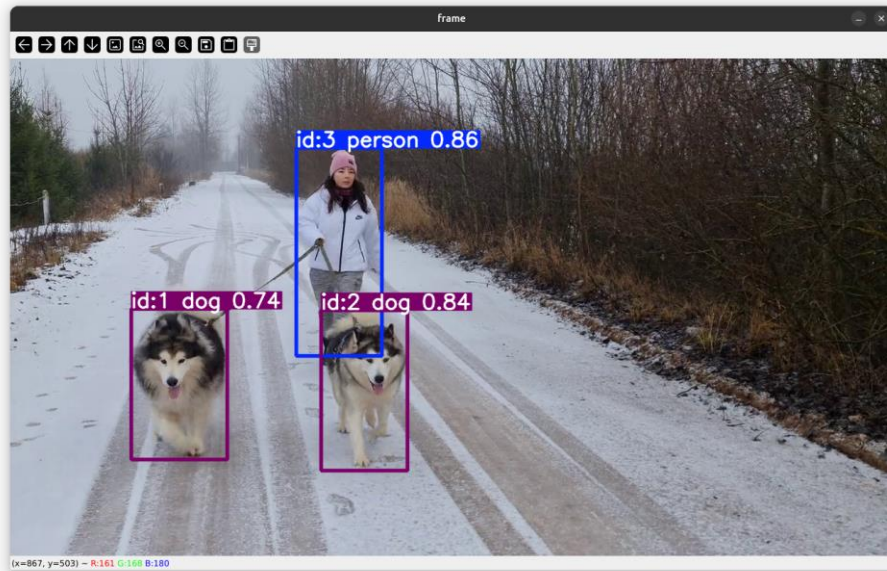 frame
id:3 person 0.86
id:1 dog 0.74
id:2 dog 0.84
(x=867, y=503) ~ R:161 G:168 B:180